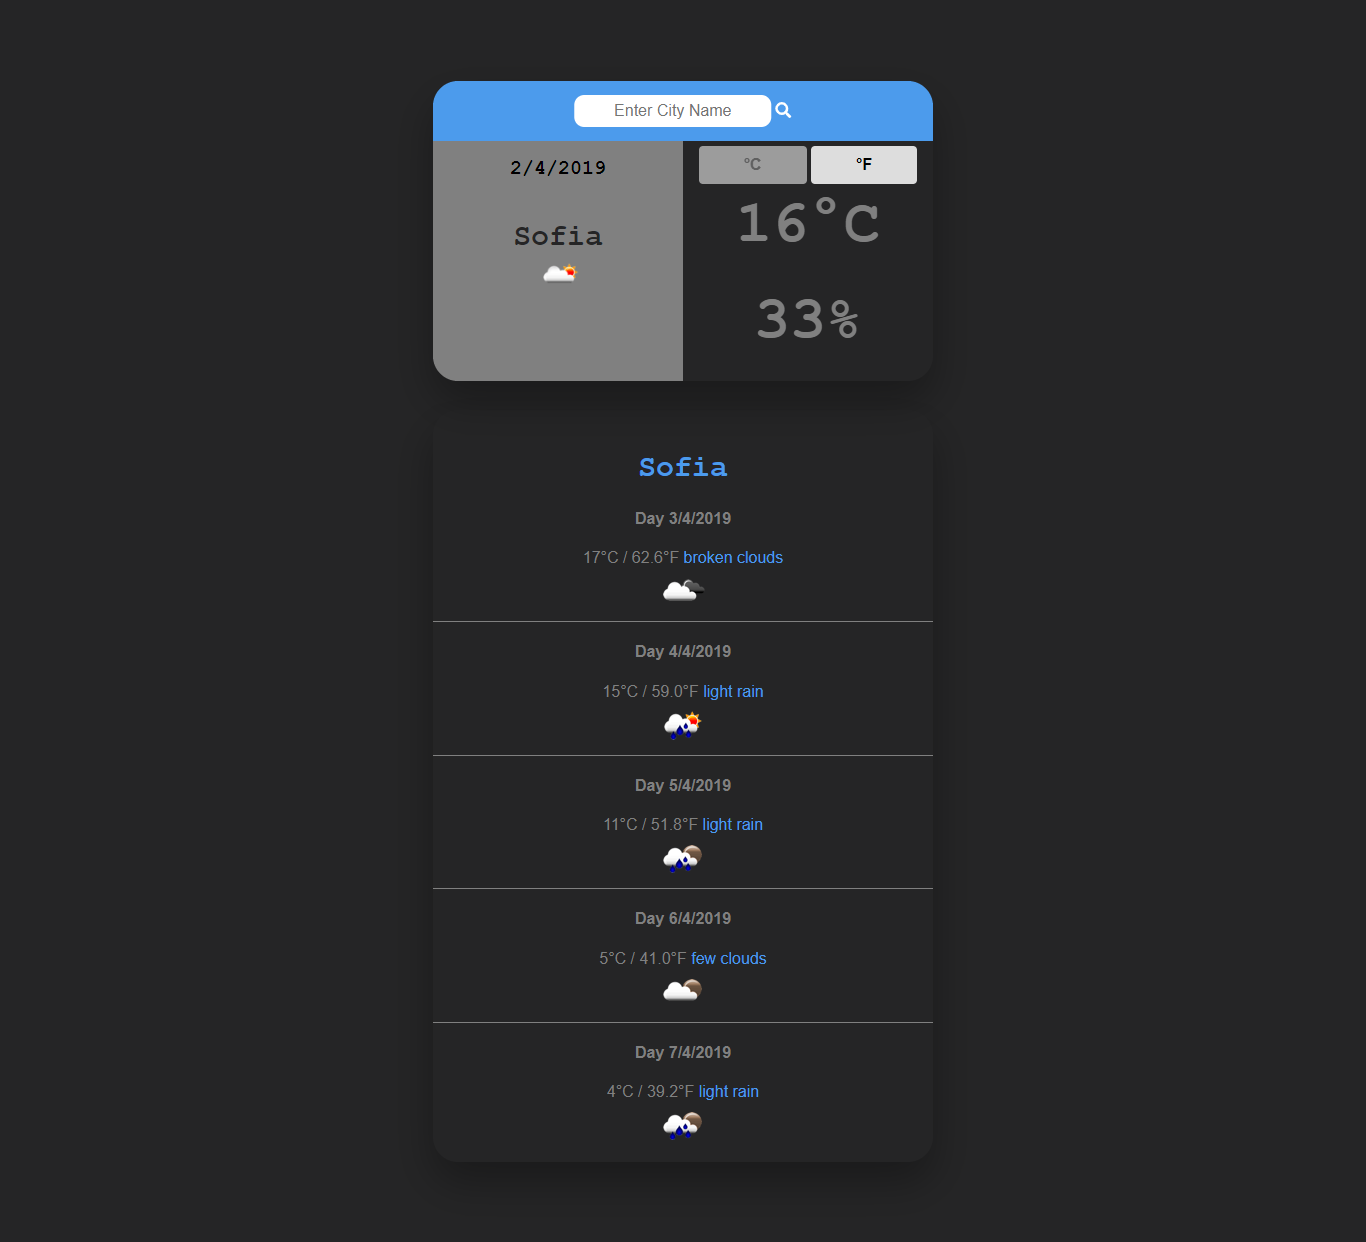 Enter City Name
2/4/2019
Sofia
°C
°F
16°C
33%
Sofia
Day 3/4/2019
17°C / 62.6°F broken clouds
Day 4/4/2019
15°C / 59.0°F light rain
Day 5/4/2019
11°C / 51.8°F light rain
Day 6/4/2019
5°C / 41.0°F few clouds
Day 7/4/2019
4°C / 39.2°F light rain